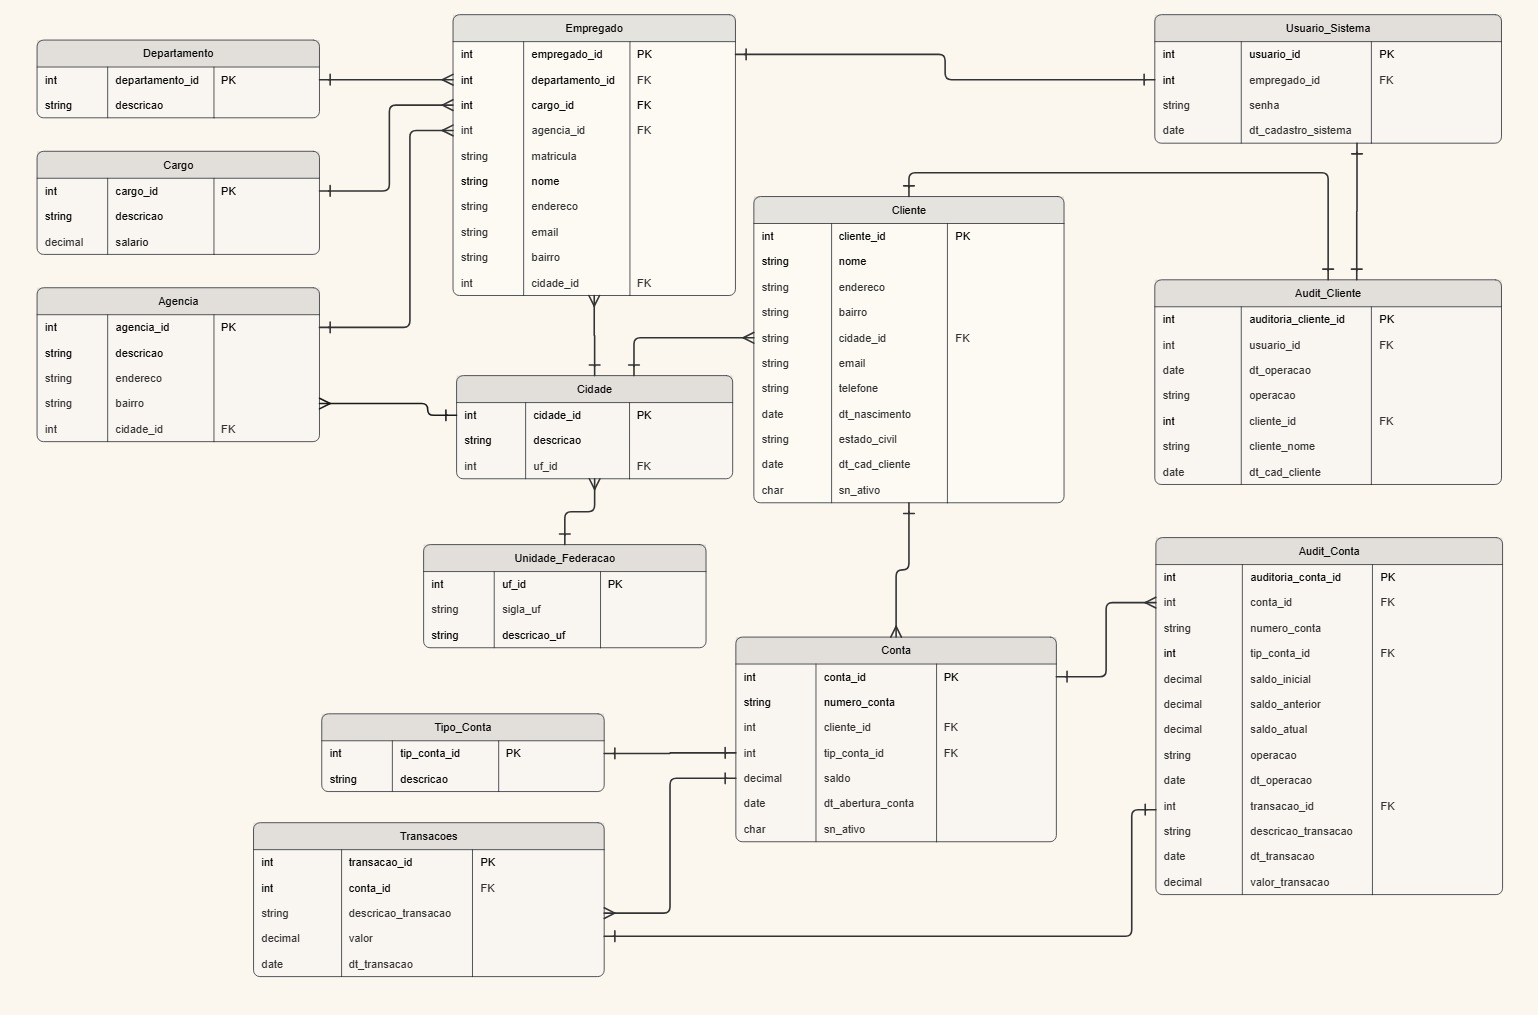 Departamento
int departamento_id PK
string descricao
Cargo
int cargo_id PK
string descricao
decimal salario
Agencia
int agencia_id PK
string descricao
string endereco
string bairro
int cidade_id FK
Empregado
int empregado_id PK
int departamento_id FK
int cargo_id FK
int agencia_id FK
string matricula
string nome
string endereco
string email
string bairro
int cidade_id FK
Cidade
int cidade_id PK
string descricao
int uf_id FK
Unidade_Federacao
int uf_id PK
string sigla_uf
string descricao_uf
Cliente
int cliente_id PK
string nome
string endereco
string bairro
string cidade_id FK
string email
string telefone
date dt_nascimento
string estado_civil
date dt_cad_cliente
char sn_ativo
Usuario_Sistema
int usuario_id PK
int empregado_id FK
string senha
date dt_cadastro_sistema
Audit_Cliente
int auditoria_cliente_id PK
int usuario_id FK
date dt_operacao
string operacao
int cliente_id FK
string cliente_nome
date dt_cad_cliente
Tipo_Conta
int tip_conta_id PK
string descricao
Transacoes
int transacao_id PK
int conta_id FK
string descricao_transacao
decimal valor
date dt_transacao
Conta
int conta_id PK
string numero_conta
int cliente_id FK
int tip_conta_id FK
decimal saldo
date dt_abertura_conta
char sn_ativo
Audit_Conta
int auditoria_conta_id PK
int conta_id FK
string numero_conta
int tip_conta_id FK
decimal saldo_inicial
decimal saldo_anterior
decimal saldo_atual
string operacao
date dt_operacao
int transacao_id FK
string descricao_transacao
date dt_transacao
decimal valor_transacao